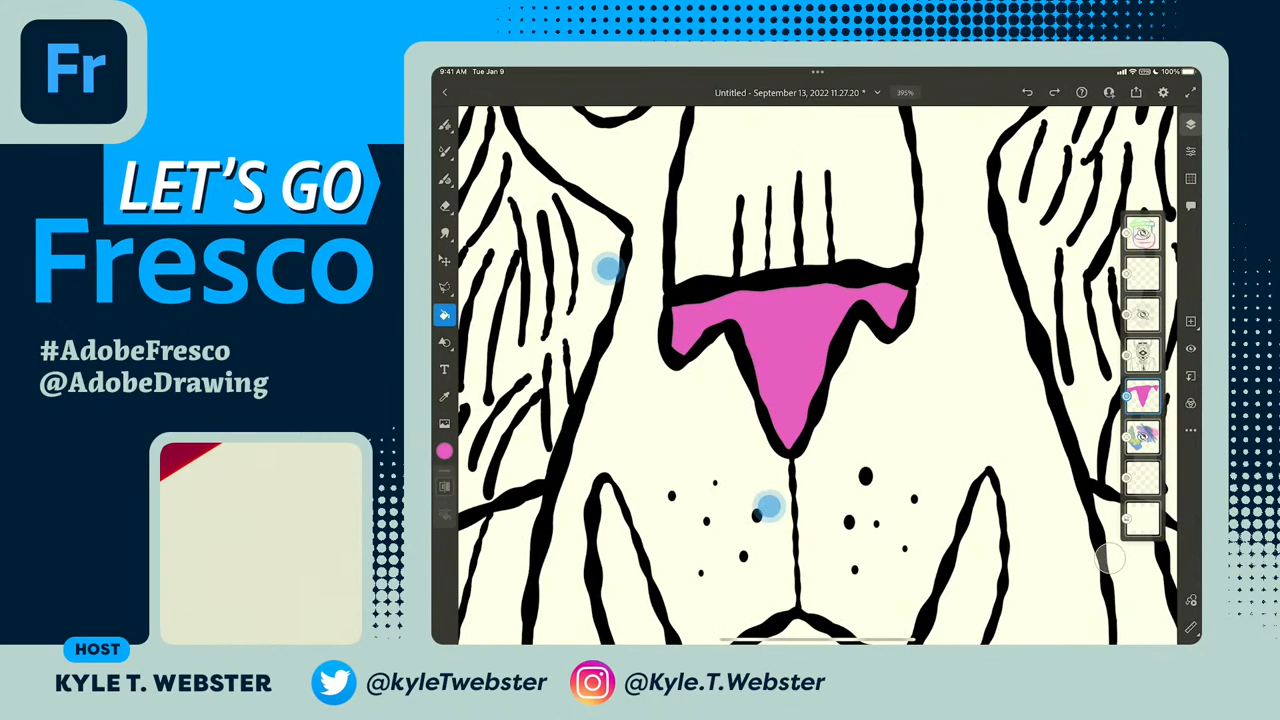 Fr
LET'S GO
Fresco
#AdobeFresco
@AdobeDrawing
9:41 AM Tue Jan 9
100%
Untitled - September 13, 2022 11.27.20 *
395%
T
HOST
KYLE T. WEBSTER
@kyleTwebster
@Kyle.T.Webster